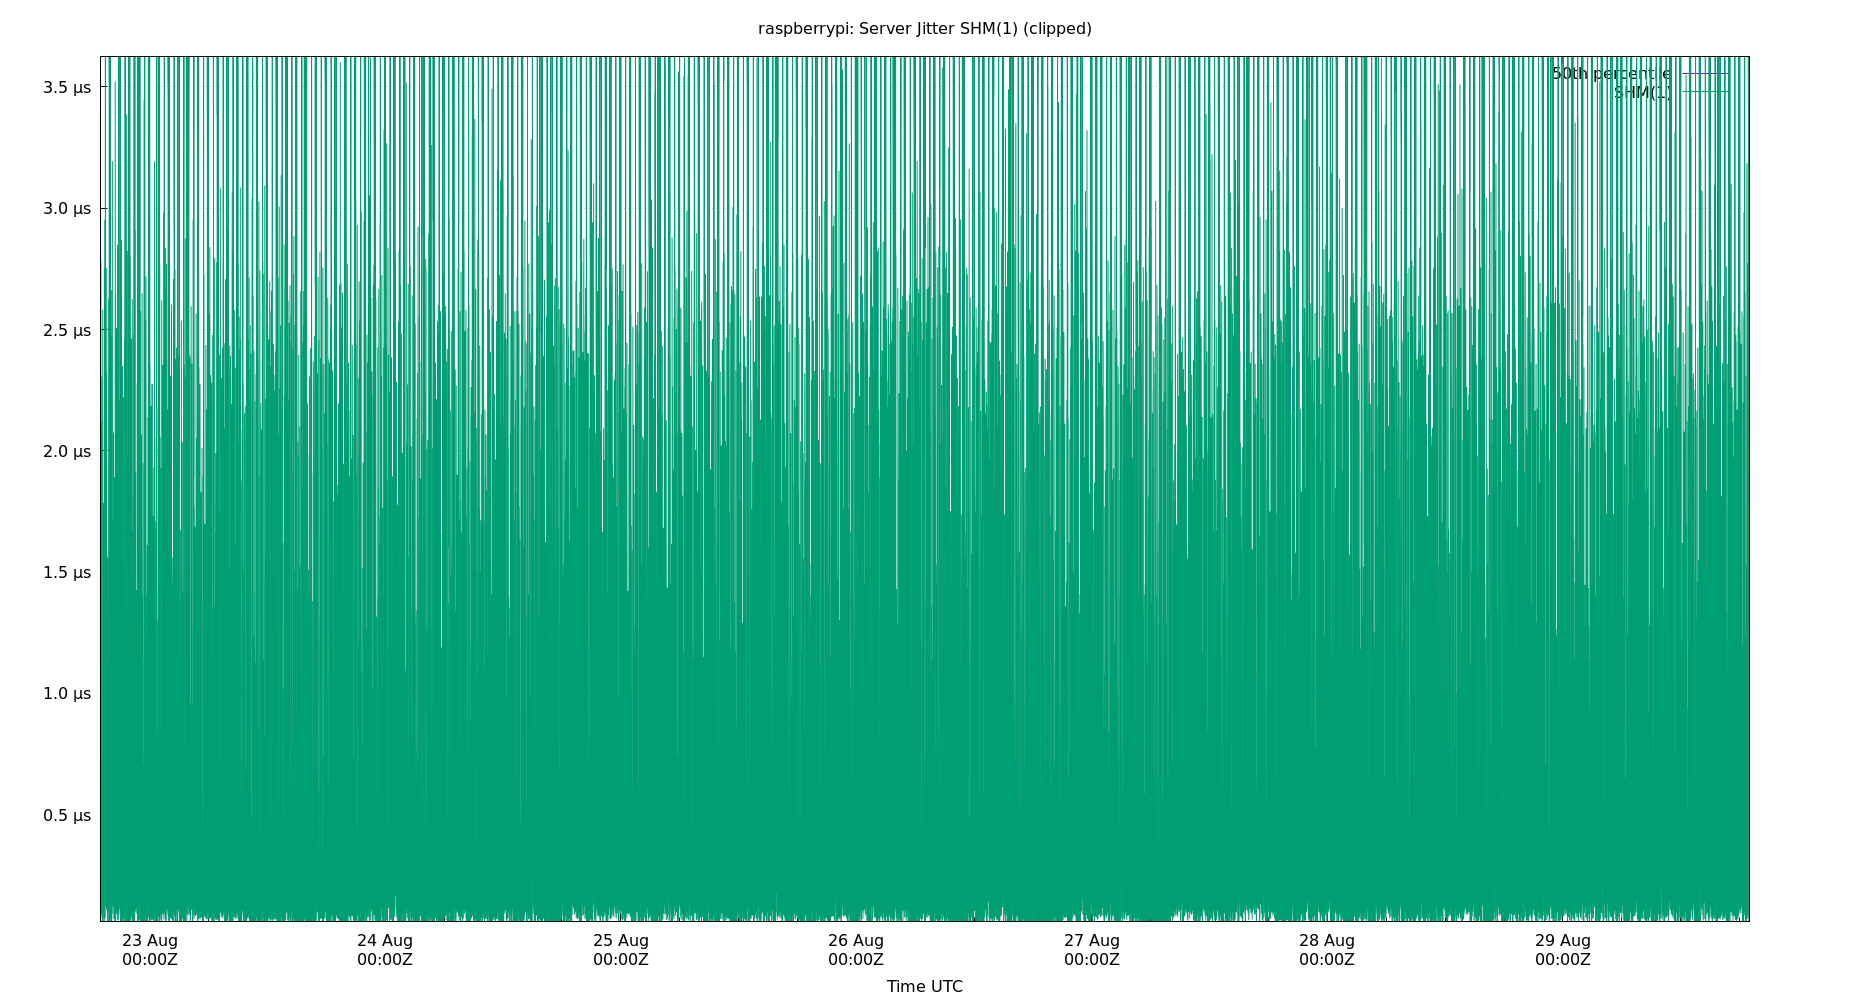 raspberrypi: Server Jitter SHM(1) (clipped)
50th percentile
SHM(1)
3.5 µs
3.0 µs
2.5 µs
2.0 µs
1.5 µs
1.0 µs
0.5 µs
23 Aug 24 Aug 25 Aug 26 Aug 27 Aug 28 Aug 29 Aug
00:00Z 00:00Z 00:00Z 00:00Z 00:00Z 00:00Z 00:00Z
Time UTC